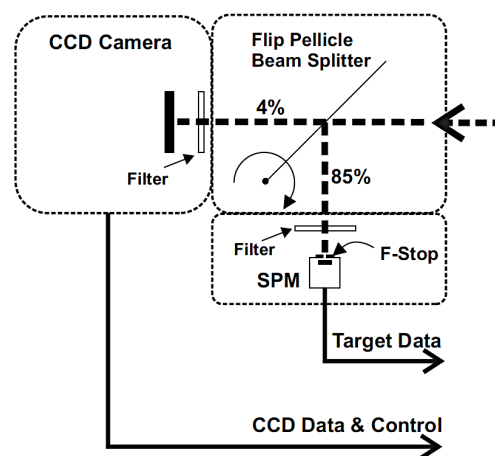 CCD Camera
Flip Pellicle
Beam Splitter
4%
Filter
85%
Filter
F-Stop
SPM
Target Data
CCD Data & Control